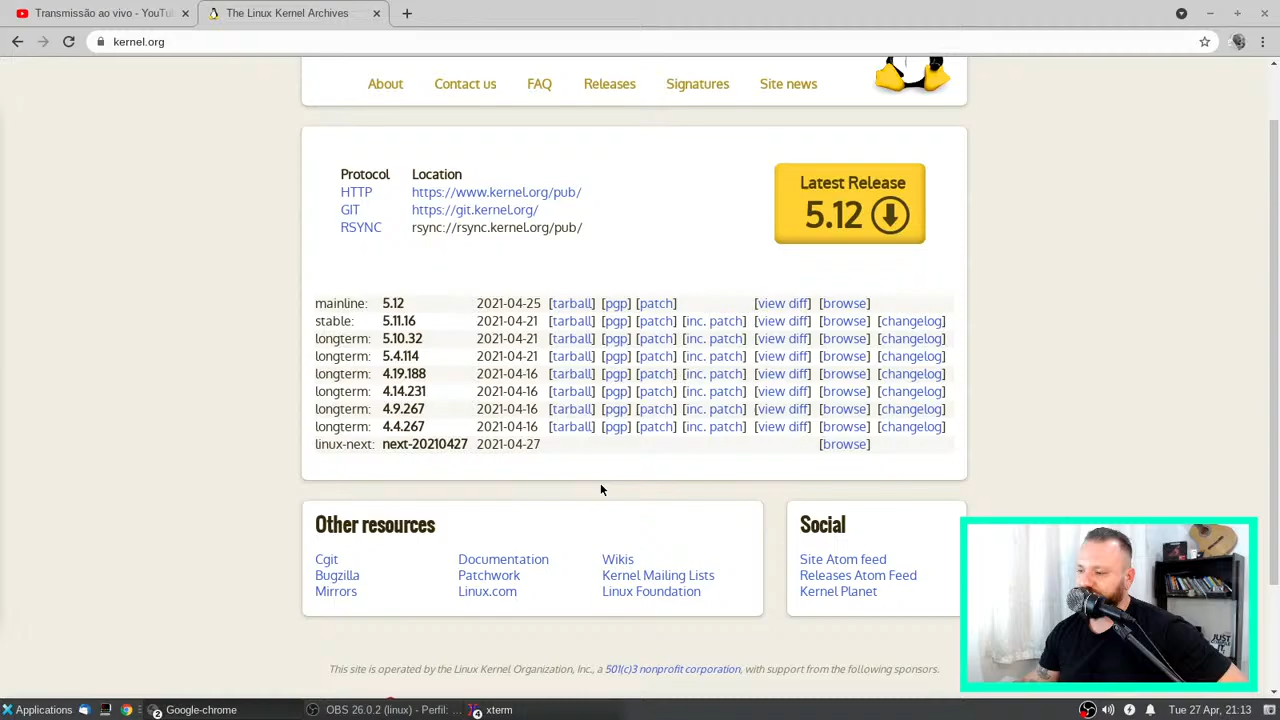 Transmissão ao vivo - YouTu
The Linux Kernel Archives
kernel.org
About Contact us FAQ Releases Signatures Site news
Protocol Location
HTTP https://www.kernel.org/pub/
GIT https://git.kernel.org/
RSYNC rsync://rsync.kernel.org/pub/
Latest Release
5.12
mainline: 5.12 2021-04-25 [tarball] [pgp] [patch] [view diff] [browse]
stable: 5.11.16 2021-04-21 [tarball] [pgp] [patch] [inc. patch] [view diff] [browse] [changelog]
longterm: 5.10.32 2021-04-21 [tarball] [pgp] [patch] [inc. patch] [view diff] [browse] [changelog]
longterm: 5.4.114 2021-04-21 [tarball] [pgp] [patch] [inc. patch] [view diff] [browse] [changelog]
longterm: 4.19.188 2021-04-16 [tarball] [pgp] [patch] [inc. patch] [view diff] [browse] [changelog]
longterm: 4.14.231 2021-04-16 [tarball] [pgp] [patch] [inc. patch] [view diff] [browse] [changelog]
longterm: 4.9.267 2021-04-16 [tarball] [pgp] [patch] [inc. patch] [view diff] [browse] [changelog]
longterm: 4.4.267 2021-04-16 [tarball] [pgp] [patch] [inc. patch] [view diff] [browse] [changelog]
linux-next: next-20210427 2021-04-27 [browse]
Other resources
Cgit Documentation Wikis
Bugzilla Patchwork Kernel Mailing Lists
Mirrors Linux.com Linux Foundation
Social
Site Atom feed
Releases Atom Feed
Kernel Planet
This site is operated by the Linux Kernel Organization, Inc., a 501(c)3 nonprofit corporation, with support from the following sponsors.
Applications 2 Google-chrome OBS 26.0.2 (linux) - Perfil: ... 4 xterm Tue 27 Apr, 21:13